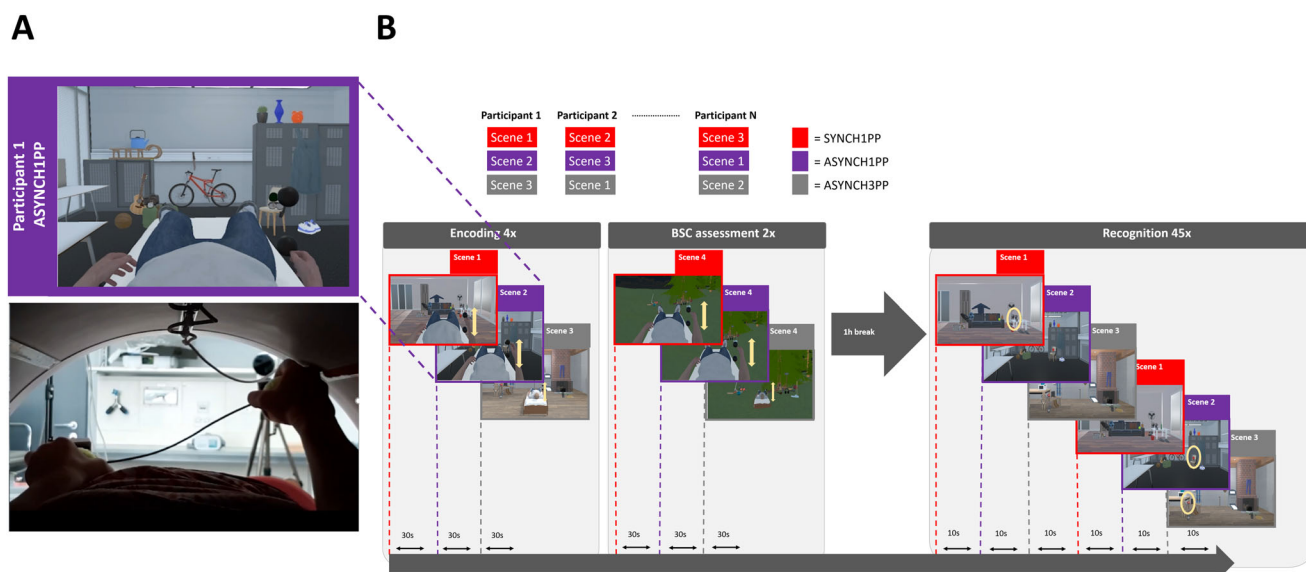 A
B
Participant 1
ASYNCH1PP
Participant 1 Participant 2 Participant N
Scene 1 Scene 2 Scene 3 = SYNCH1PP
Scene 2 Scene 3 Scene 1 = ASYNCH1PP
Scene 3 Scene 1 Scene 2 = ASYNCH3PP
Encoding 4x
Scene 1
Scene 2
Scene 3
30s 30s 30s
BSC assessment 2x
Scene 4
Scene 4
Scene 4
30s 30s 30s
1h break
Recognition 45x
Scene 1
Scene 2
Scene 3
Scene 1
Scene 2
Scene 3
10s 10s 10s 10s 10s 10s